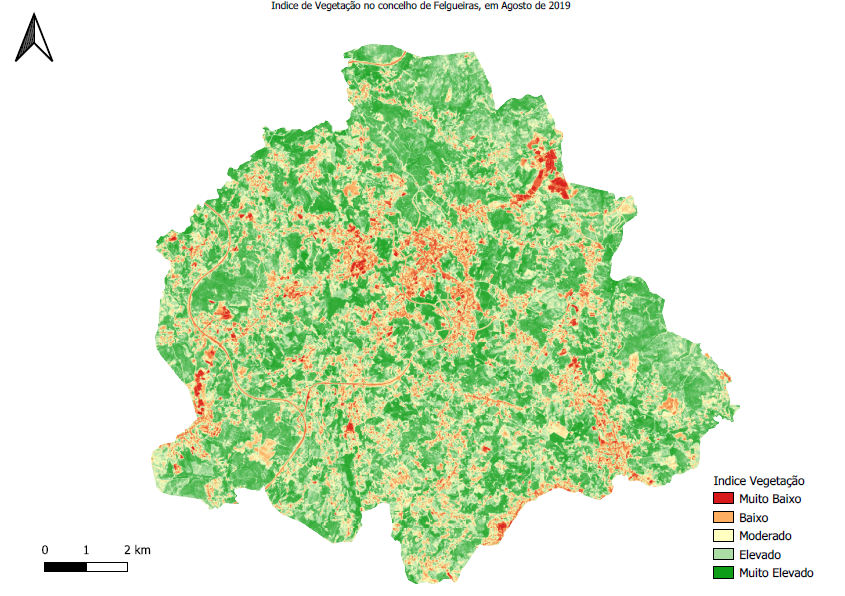 Indice de Vegetação no concelho de Felgueiras, em Agosto de 2019
Indice Vegetação
Muito Baixo
Baixo
Moderado
Elevado
Muito Elevado
0 1 2 km